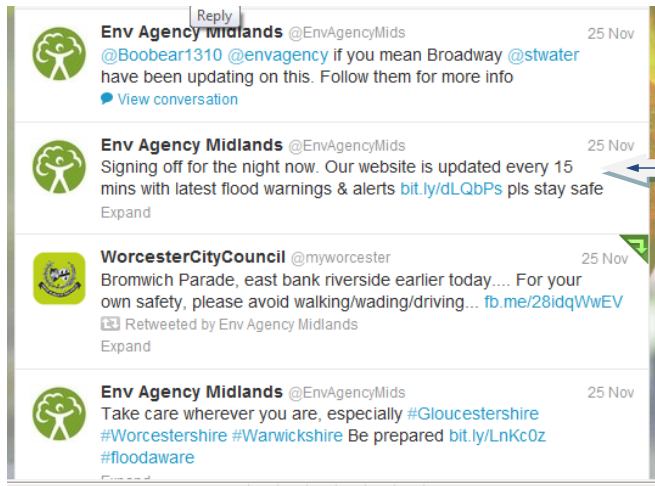 Reply
Env Agency Midlands @EnvAgencyMids 25 Nov
@Boobear1310 @envagency if you mean Broadway @stwater
have been updating on this. Follow them for more info
View conversation
Env Agency Midlands @EnvAgencyMids 25 Nov
Signing off for the night now. Our website is updated every 15
mins with latest flood warnings & alerts bit.ly/dLQbPs pls stay safe
Expand
WorcesterCityCouncil @myworcester 25 Nov
Bromwich Parade, east bank riverside earlier today.... For your
own safety, please avoid walking/wading/driving... fb.me/28idqWwEV
Retweeted by Env Agency Midlands
Expand
Env Agency Midlands @EnvAgencyMids 25 Nov
Take care wherever you are, especially #Gloucestershire
#Worcestershire #Warwickshire Be prepared bit.ly/LnKc0z
#floodaware
Expand